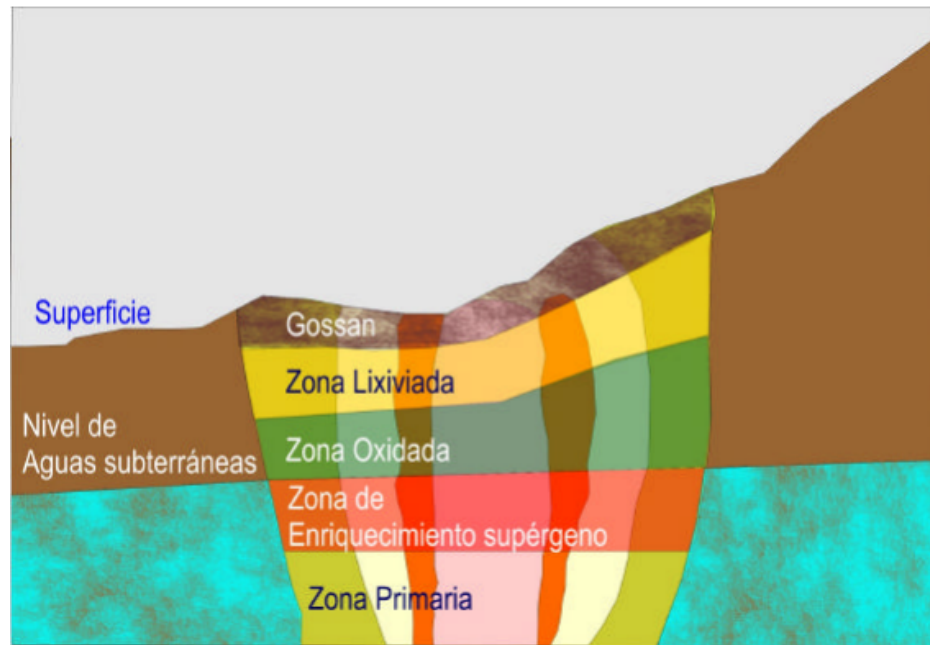 Superficie
Gossan
Zona Lixiviada
Nivel de
Aguas subterráneas
Zona Oxidada
Zona de
Enriquecimiento supérgeno
Zona Primaria